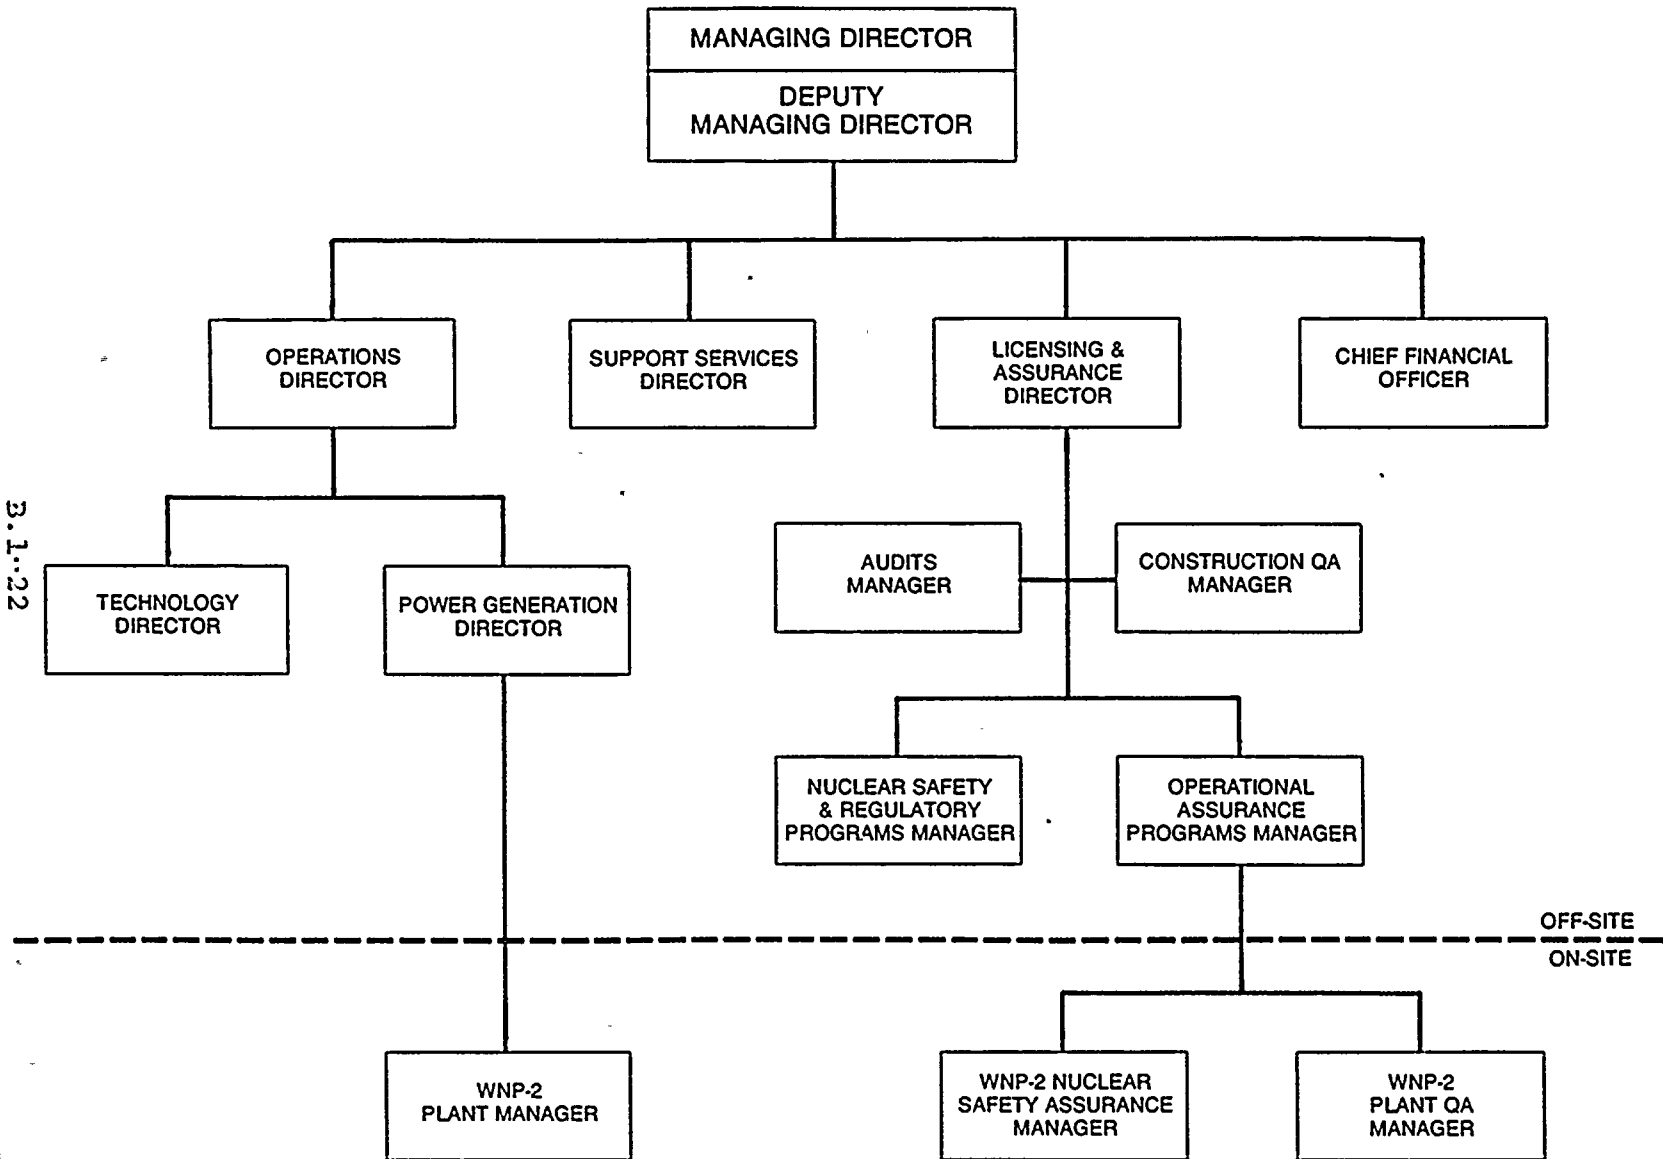 MANAGING DIRECTOR
DEPUTY
MANAGING DIRECTOR
OPERATIONS
DIRECTOR
SUPPORT SERVICES
DIRECTOR
LICENSING &
ASSURANCE
DIRECTOR
CHIEF FINANCIAL
OFFICER
AUDITS
MANAGER
CONSTRUCTION QA
MANAGER
TECHNOLOGY
DIRECTOR
POWER GENERATION
DIRECTOR
B.1-22
NUCLEAR SAFETY
& REGULATORY
PROGRAMS MANAGER
OPERATIONAL
ASSURANCE
PROGRAMS MANAGER
OFF-SITE
ON-SITE
WNP-2
PLANT MANAGER
WNP-2 NUCLEAR
SAFETY ASSURANCE
MANAGER
WNP-2
PLANT QA
MANAGER